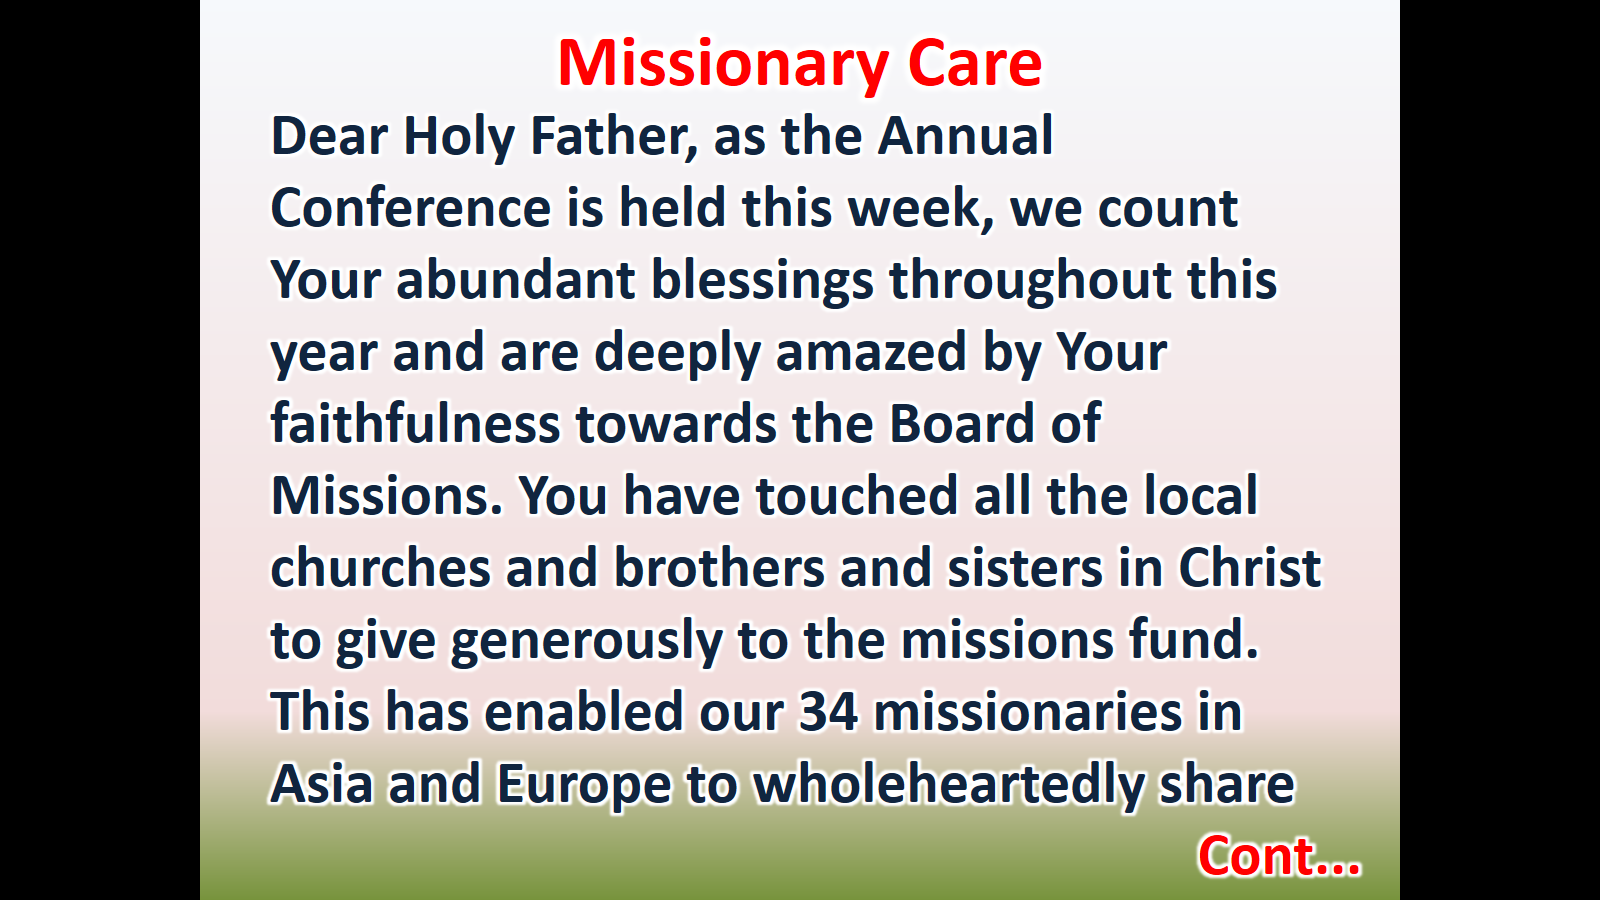 Missionary Care
Dear Holy Father, as the Annual
Conference is held this week, we count
Your abundant blessings throughout this
year and are deeply amazed by Your
faithfulness towards the Board of
Missions. You have touched all the local
churches and brothers and sisters in Christ
to give generously to the missions fund.
This has enabled our 34 missionaries in
Asia and Europe to wholeheartedly share
Cont...